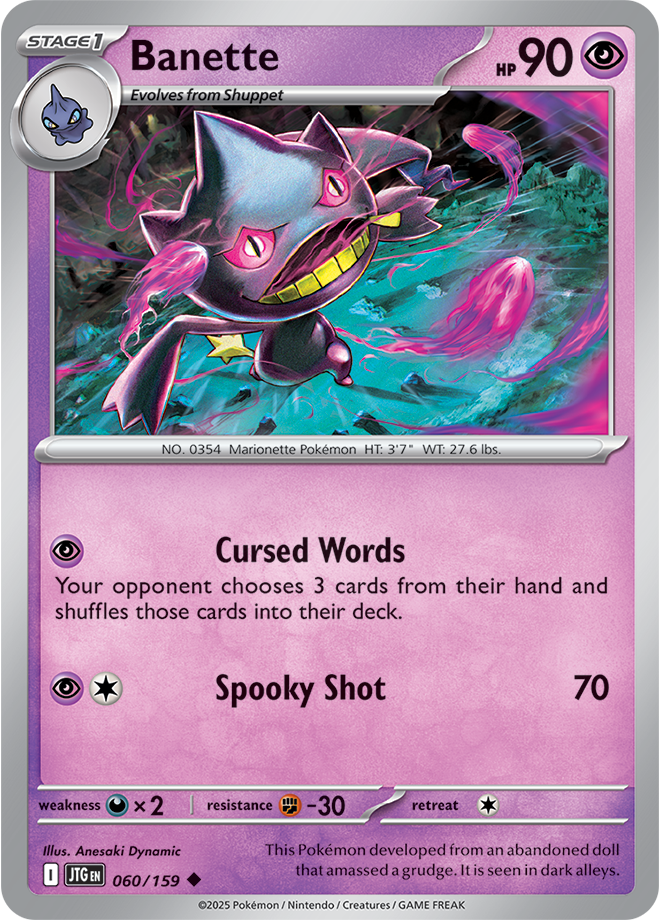 STAGE1
Banette
HP 90
Evolves from Shuppet
NO. 0354 Marionette Pokémon HT: 3'7" WT: 27.6 lbs.
Cursed Words
Your opponent chooses 3 cards from their hand and
shuffles those cards into their deck.
Spooky Shot 70
weakness ×2 resistance -30 retreat
Illus. Anesaki Dynamic
This Pokémon developed from an abandoned doll
that amassed a grudge. It is seen in dark alleys.
I JTG EN 060/159
©2025 Pokémon / Nintendo / Creatures / GAME FREAK